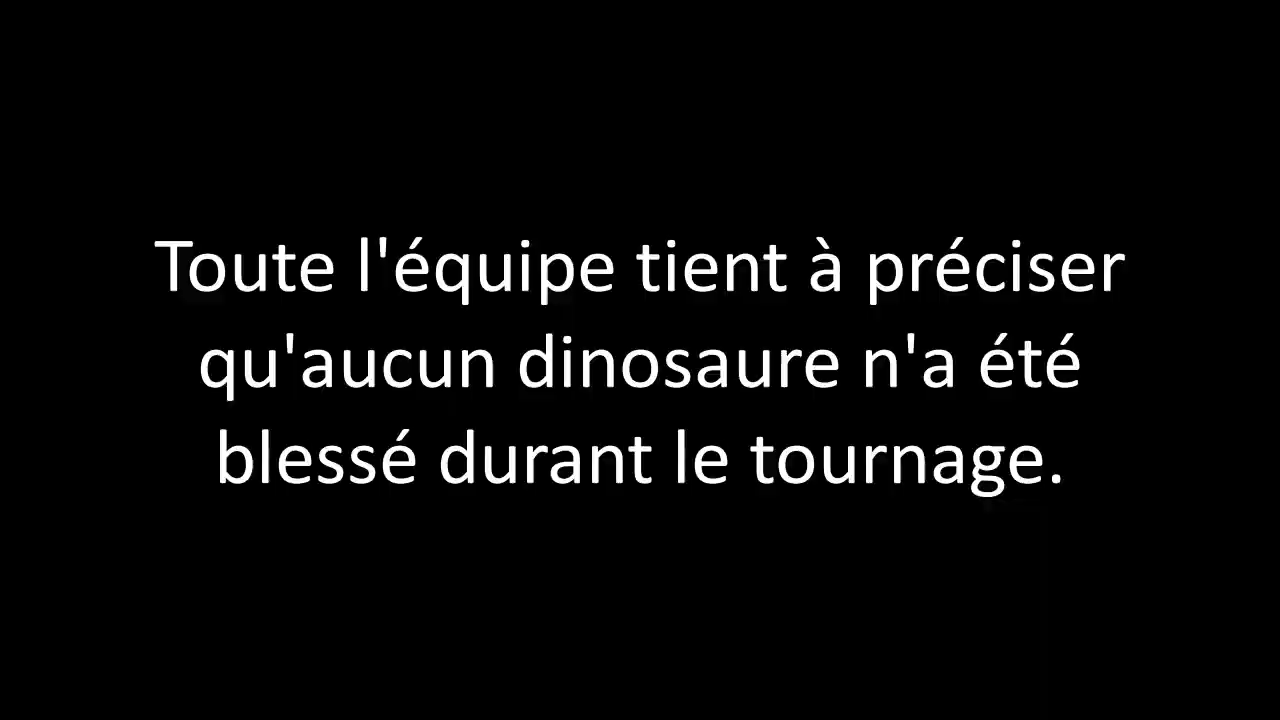 Toute l'équipe tient à préciser
qu'aucun dinosaure n'a été
blessé durant le tournage.